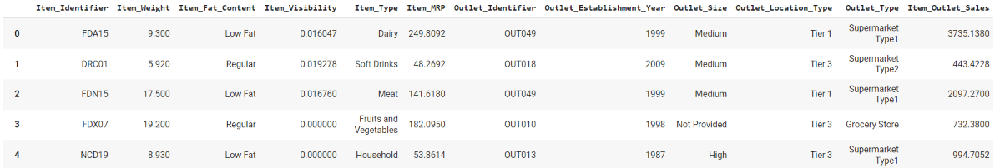 Item_Identifier Item_Weight Item_Fat_Content Item_Visibility Item_Type Item_MRP Outlet_Identifier Outlet_Establishment_Year Outlet_Size Outlet_Location_Type Outlet_Type Item_Outlet_Sales
0 FDA15 9.300 Low Fat 0.016047 Dairy 249.8092 OUT049 1999 Medium Tier 1 Supermarket Type1 3735.1380
1 DRC01 5.920 Regular 0.019278 Soft Drinks 48.2692 OUT018 2009 Medium Tier 3 Supermarket Type2 443.4228
2 FDN15 17.500 Low Fat 0.016760 Meat 141.6180 OUT049 1999 Medium Tier 1 Supermarket Type1 2097.2700
3 FDX07 19.200 Regular 0.000000 Fruits and Vegetables 182.0950 OUT010 1998 Not Provided Tier 3 Grocery Store 732.3800
4 NCD19 8.930 Low Fat 0.000000 Household 53.8614 OUT013 1987 High Tier 3 Supermarket Type1 994.7052